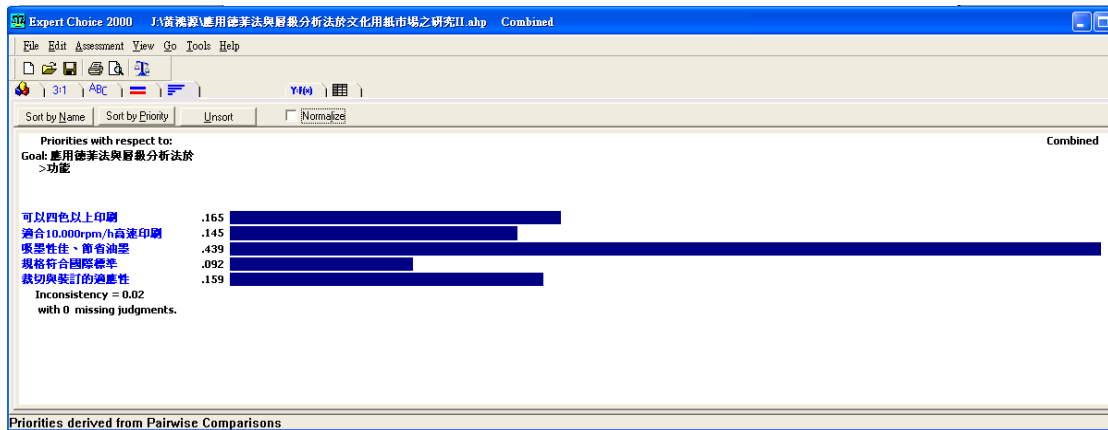 Expert Choice 2000 J:\黃鴻源\應用德菲法與層級分析法於文化用紙市場之研究II.ahp Combined
File Edit Assessment View Go Tools Help
3:1 ABC Y=f(x)
Sort by Name Sort by Priority Unsort Normalize
Priorities with respect to: Combined
Goal: 應用德菲法與層級分析法於
>功能
可以四色以上印刷 .165
適合10.000rpm/h高速印刷 .145
吸墨性佳、節省油墨 .439
規格符合國際標準 .092
裁切與裝訂的適應性 .159
Inconsistency = 0.02
with 0 missing judgments.
Priorities derived from Pairwise Comparisons